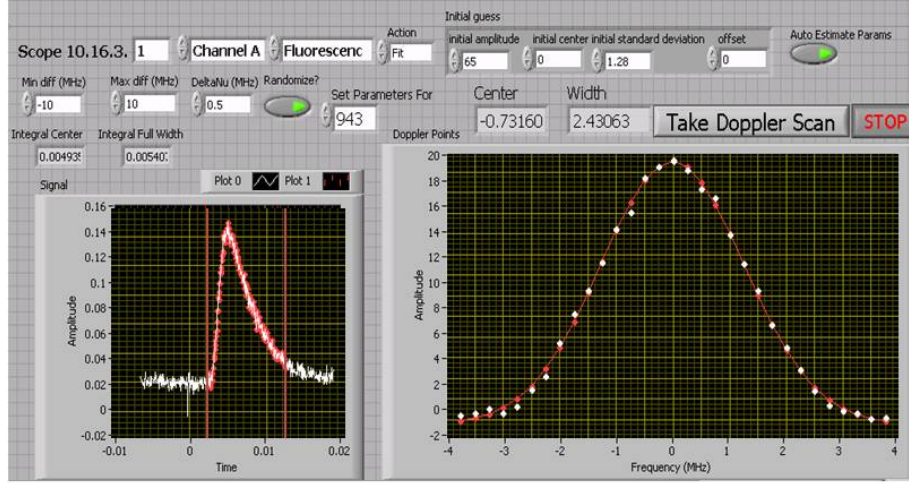 Initial guess
Action
initial amplitude initial center initial standard deviation offset
Auto Estimate Params
Scope 10.16.3. 1 Channel A Fluorescenc Fit
65 0 1.28 0
Min diff (MHz) Max diff (MHz) DeltaNu (MHz) Randomize?
-10 10 0.5
Set Parameters For
943
Center Width
-0.73160 2.43063
Take Doppler Scan STOP
Integral Center Integral Full Width
0.00493 0.00540
Signal
Plot 0 Plot 1
Amplitude
0.16
0.14
0.12
0.1
0.08
0.06
0.04
0.02
0
-0.02
-0.01 0 0.01 0.02
Time
Doppler Points
Amplitude
20
18
16
14
12
10
8
6
4
2
0
-2
-4 -3 -2 -1 0 1 2 3 4
Frequency (MHz)